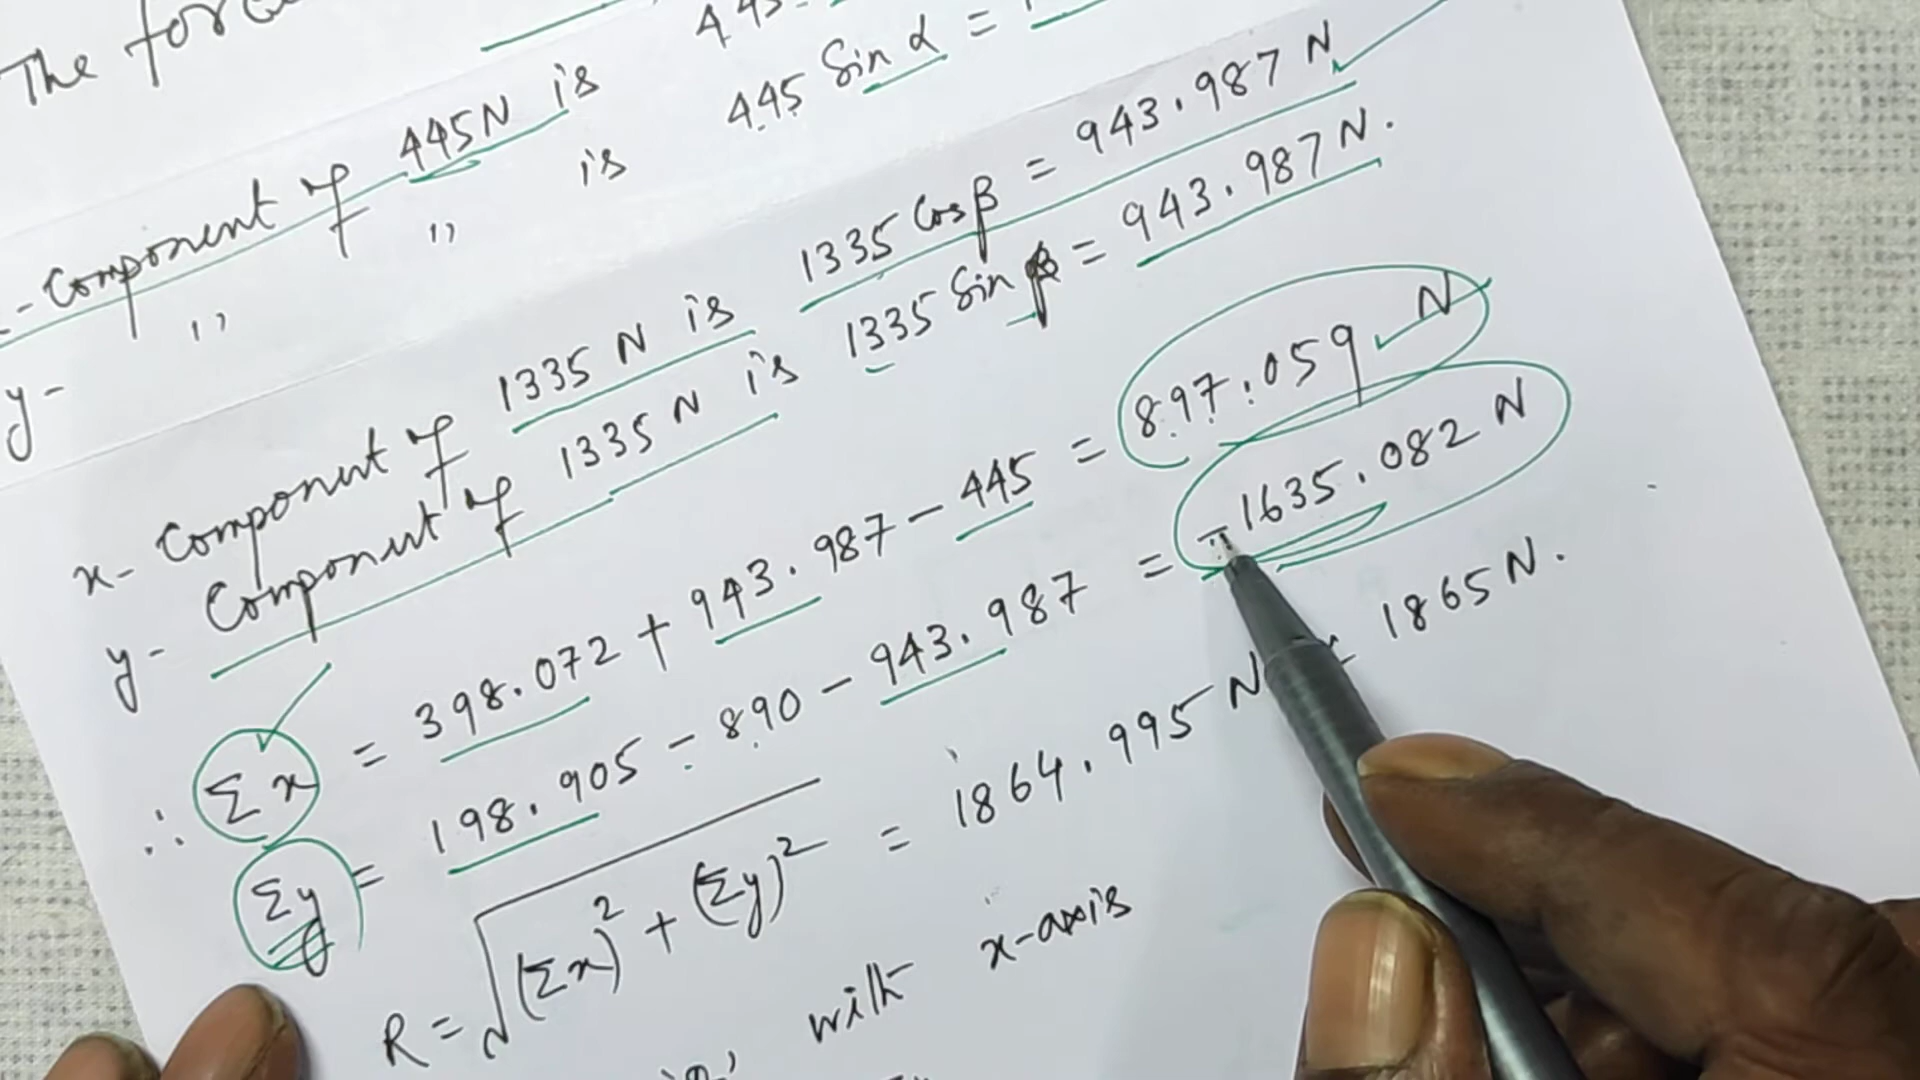 The
445 Sin α =
- Component of 445N is
y- " " is
x- Component of 1335 N is 1335 Cos β = 943.987 N
y- Component of 1335 N is 1335 Sin β = 943.987 N.
∴ Σx = 398.072 + 943.987 - 445 = 897.059 N
Σy = 198.905 - 890 - 943.987 = -1635.082 N
R = √(Σx)² + (Σy)² = 1864.995 N 1865 N.
with x-axis